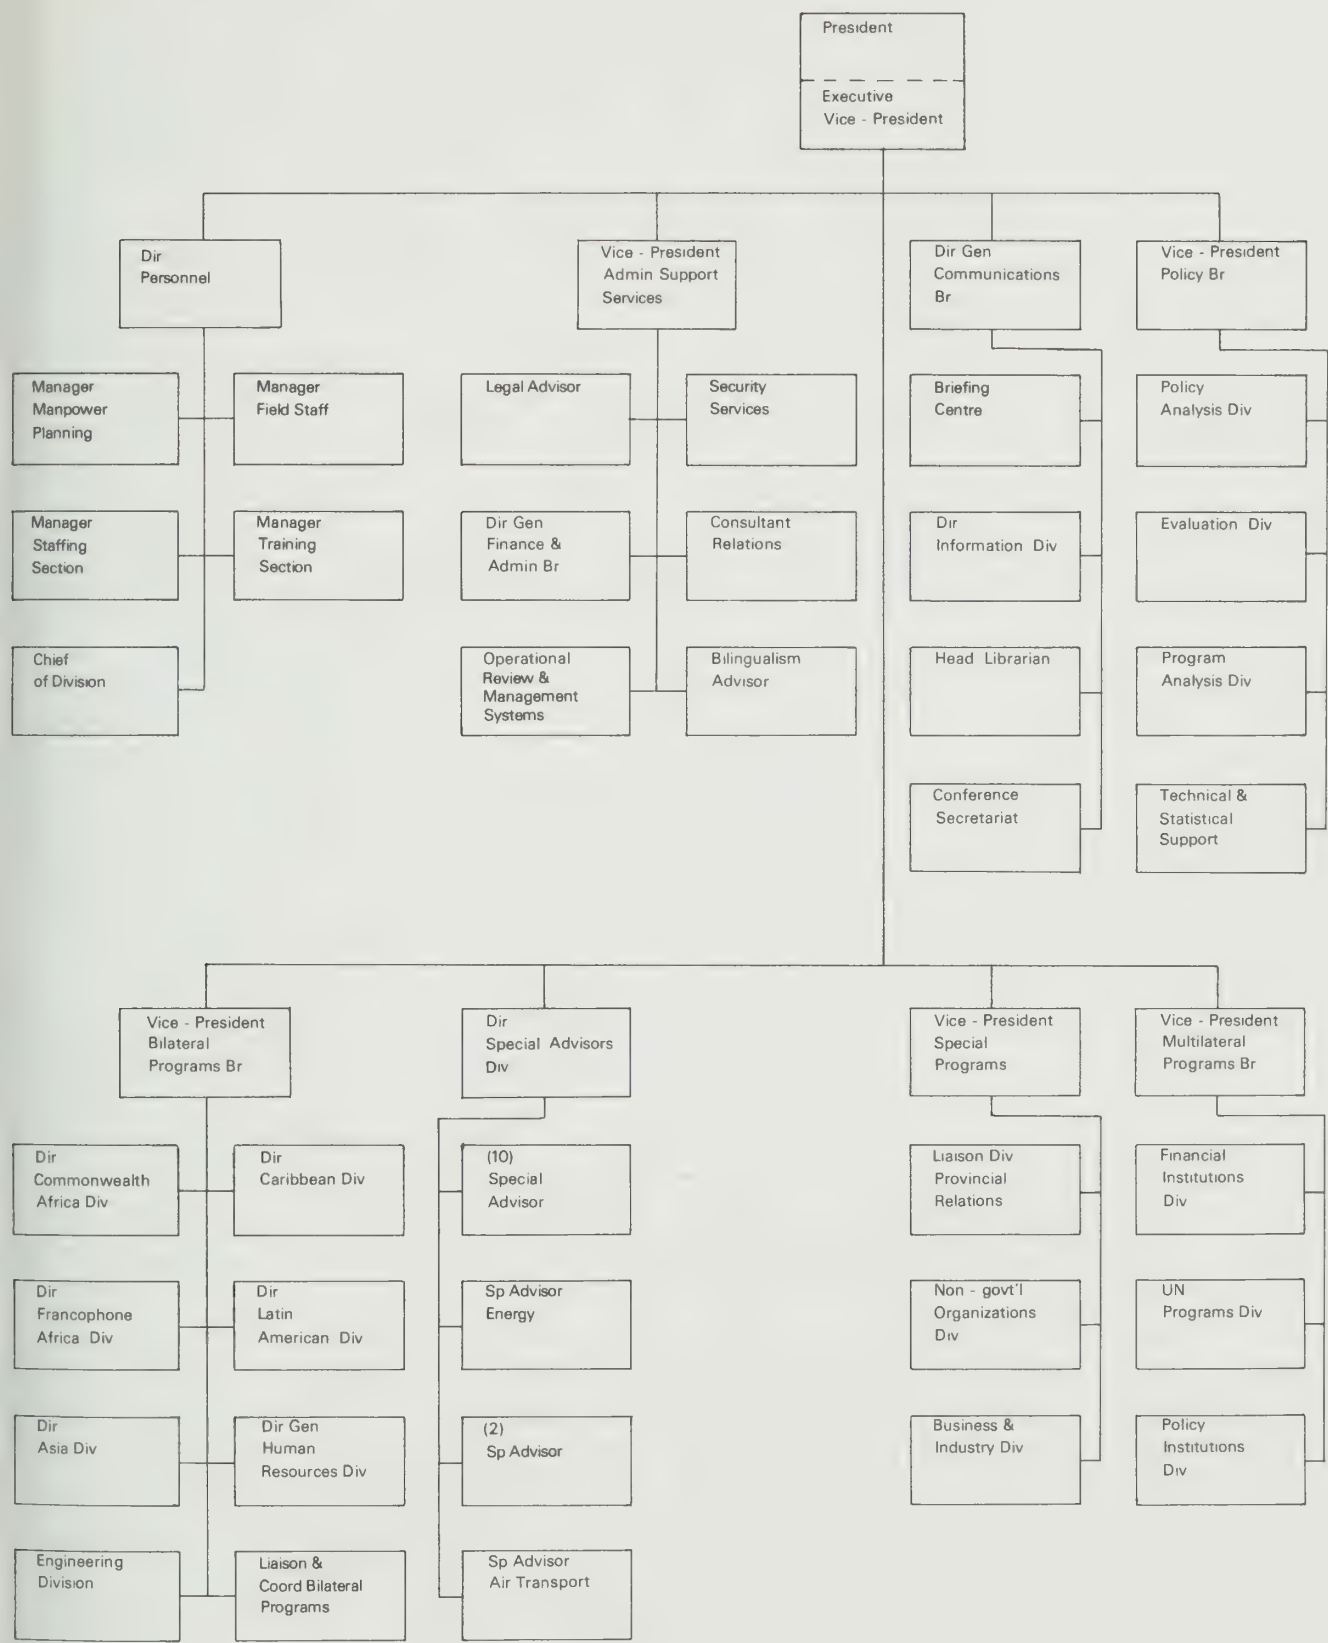 President
Executive
Vice - President
Dir
Personnel
Vice - President
Admin Support
Services
Dir Gen
Communications
Br
Vice - President
Policy Br
Manager
Manpower
Planning
Manager
Field Staff
Legal Advisor
Security
Services
Briefing
Centre
Policy
Analysis Div
Manager
Staffing
Section
Manager
Training
Section
Dir Gen
Finance &
Admin Br
Consultant
Relations
Dir
Information Div
Evaluation Div
Chief
of Division
Operational
Review &
Management
Systems
Bilingualism
Advisor
Head Librarian
Program
Analysis Div
Conference
Secretariat
Technical &
Statistical
Support
Vice - President
Bilateral
Programs Br
Dir
Special Advisors
Div
Vice - President
Special
Programs
Vice - President
Multilateral
Programs Br
Dir
Commonwealth
Africa Div
Dir
Caribbean Div
(10)
Special
Advisor
Liaison Div
Provincial
Relations
Financial
Institutions
Div
Dir
Francophone
Africa Div
Dir
Latin
American Div
Sp Advisor
Energy
Non - govt'l
Organizations
Div
UN
Programs Div
Dir
Asia Div
Dir Gen
Human
Resources Div
(2)
Sp Advisor
Business &
Industry Div
Policy
Institutions
Div
Engineering
Division
Liaison &
Coord Bilateral
Programs
Sp Advisor
Air Transport